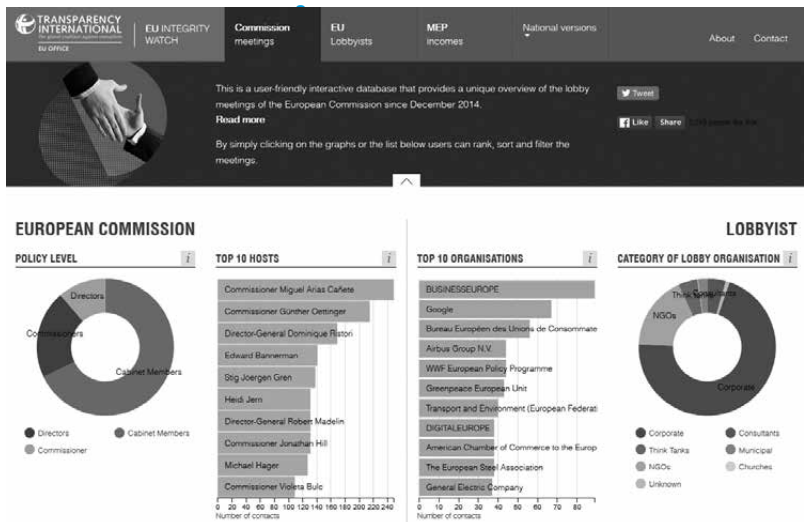 TRANSPARENCY
INTERNATIONAL
the global coalition against corruption
EU OFFICE
EU INTEGRITY
WATCH
Commission
meetings
EU
Lobbyists
MEP
incomes
National versions
About
Contact
This is a user-friendly interactive database that provides a unique overview of the lobby
meetings of the European Commission since December 2014.
Read more
By simply clicking on the graphs or the list below users can rank, sort and filter the
meetings.
Tweet
Like
Share
people like this
EUROPEAN COMMISSION
LOBBYIST
POLICY LEVEL i
Directors
Commissioners
Cabinet Members
Directors
Cabinet Members
Commissioner
TOP 10 HOSTS i
Commissioner Miguel Arias Cañete
Commissioner Günther Oettinger
Director-General Dominique Ristori
Edward Bannerman
Stig Joergen Gren
Heidi Jern
Director-General Robert Madelin
Commissioner Jonathan Hill
Michael Hager
Commissioner Violeta Bulc
0 20 40 60 80 100 120 140 160 180 200 220 240
Number of contacts
TOP 10 ORGANISATIONS i
BUSINESSEUROPE
Google
Bureau Européen des Unions de Consommate
Airbus Group N.V.
WWF European Policy Programme
Greenpeace European Unit
Transport and Environment (European Federati
DIGITALEUROPE
American Chamber of Commerce to the Europ
The European Steel Association
General Electric Company
0 10 20 30 40 50 60 70 80
Number of contacts
CATEGORY OF LOBBY ORGANISATION i
Think Tanks
Consultants
NGOs
Corporate
Corporate
Consultants
Think Tanks
Municipal
NGOs
Churches
Unknown